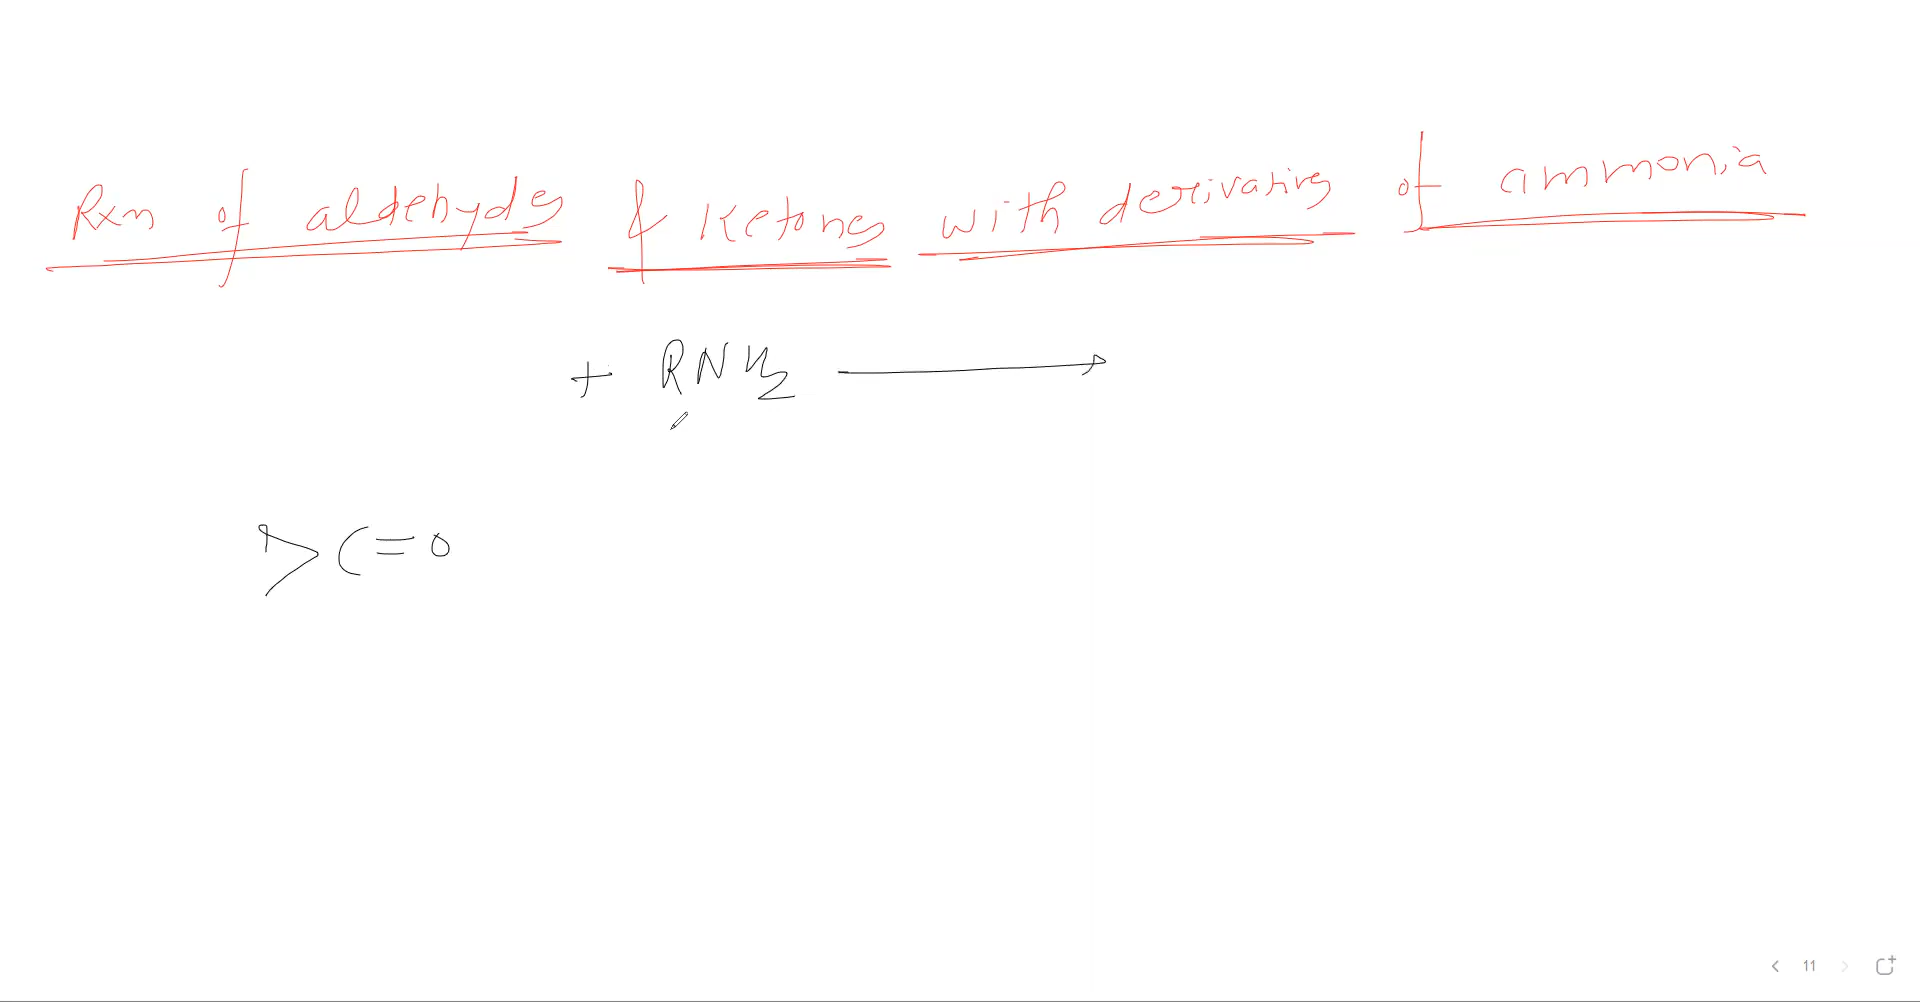 Rxn of aldehydes & Ketones with derivatives of ammonia
+ RNH2 →
>C=O
11